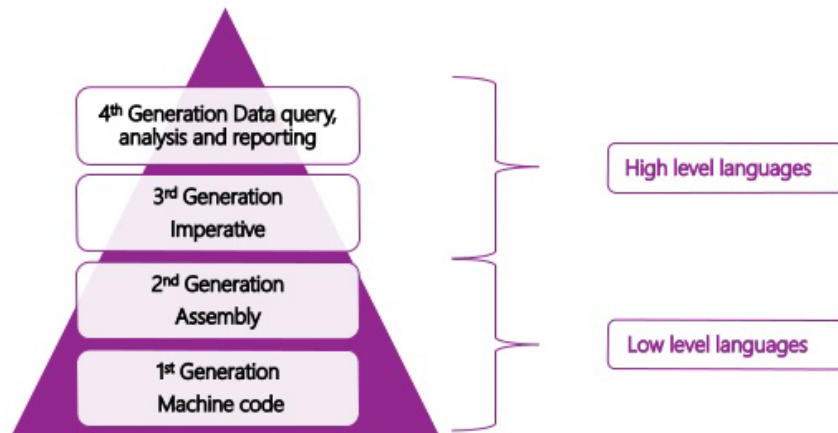 4th Generation Data query,
analysis and reporting
3rd Generation
Imperative
2nd Generation
Assembly
1st Generation
Machine code
High level languages
Low level languages